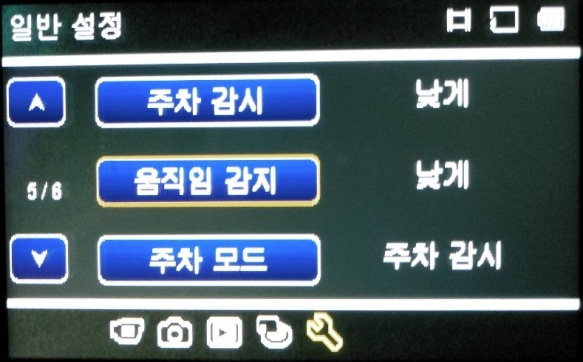 일반 설정
주차 감시 낮게
5/6
움직임 감지 낮게
주차 모드 주차 감시